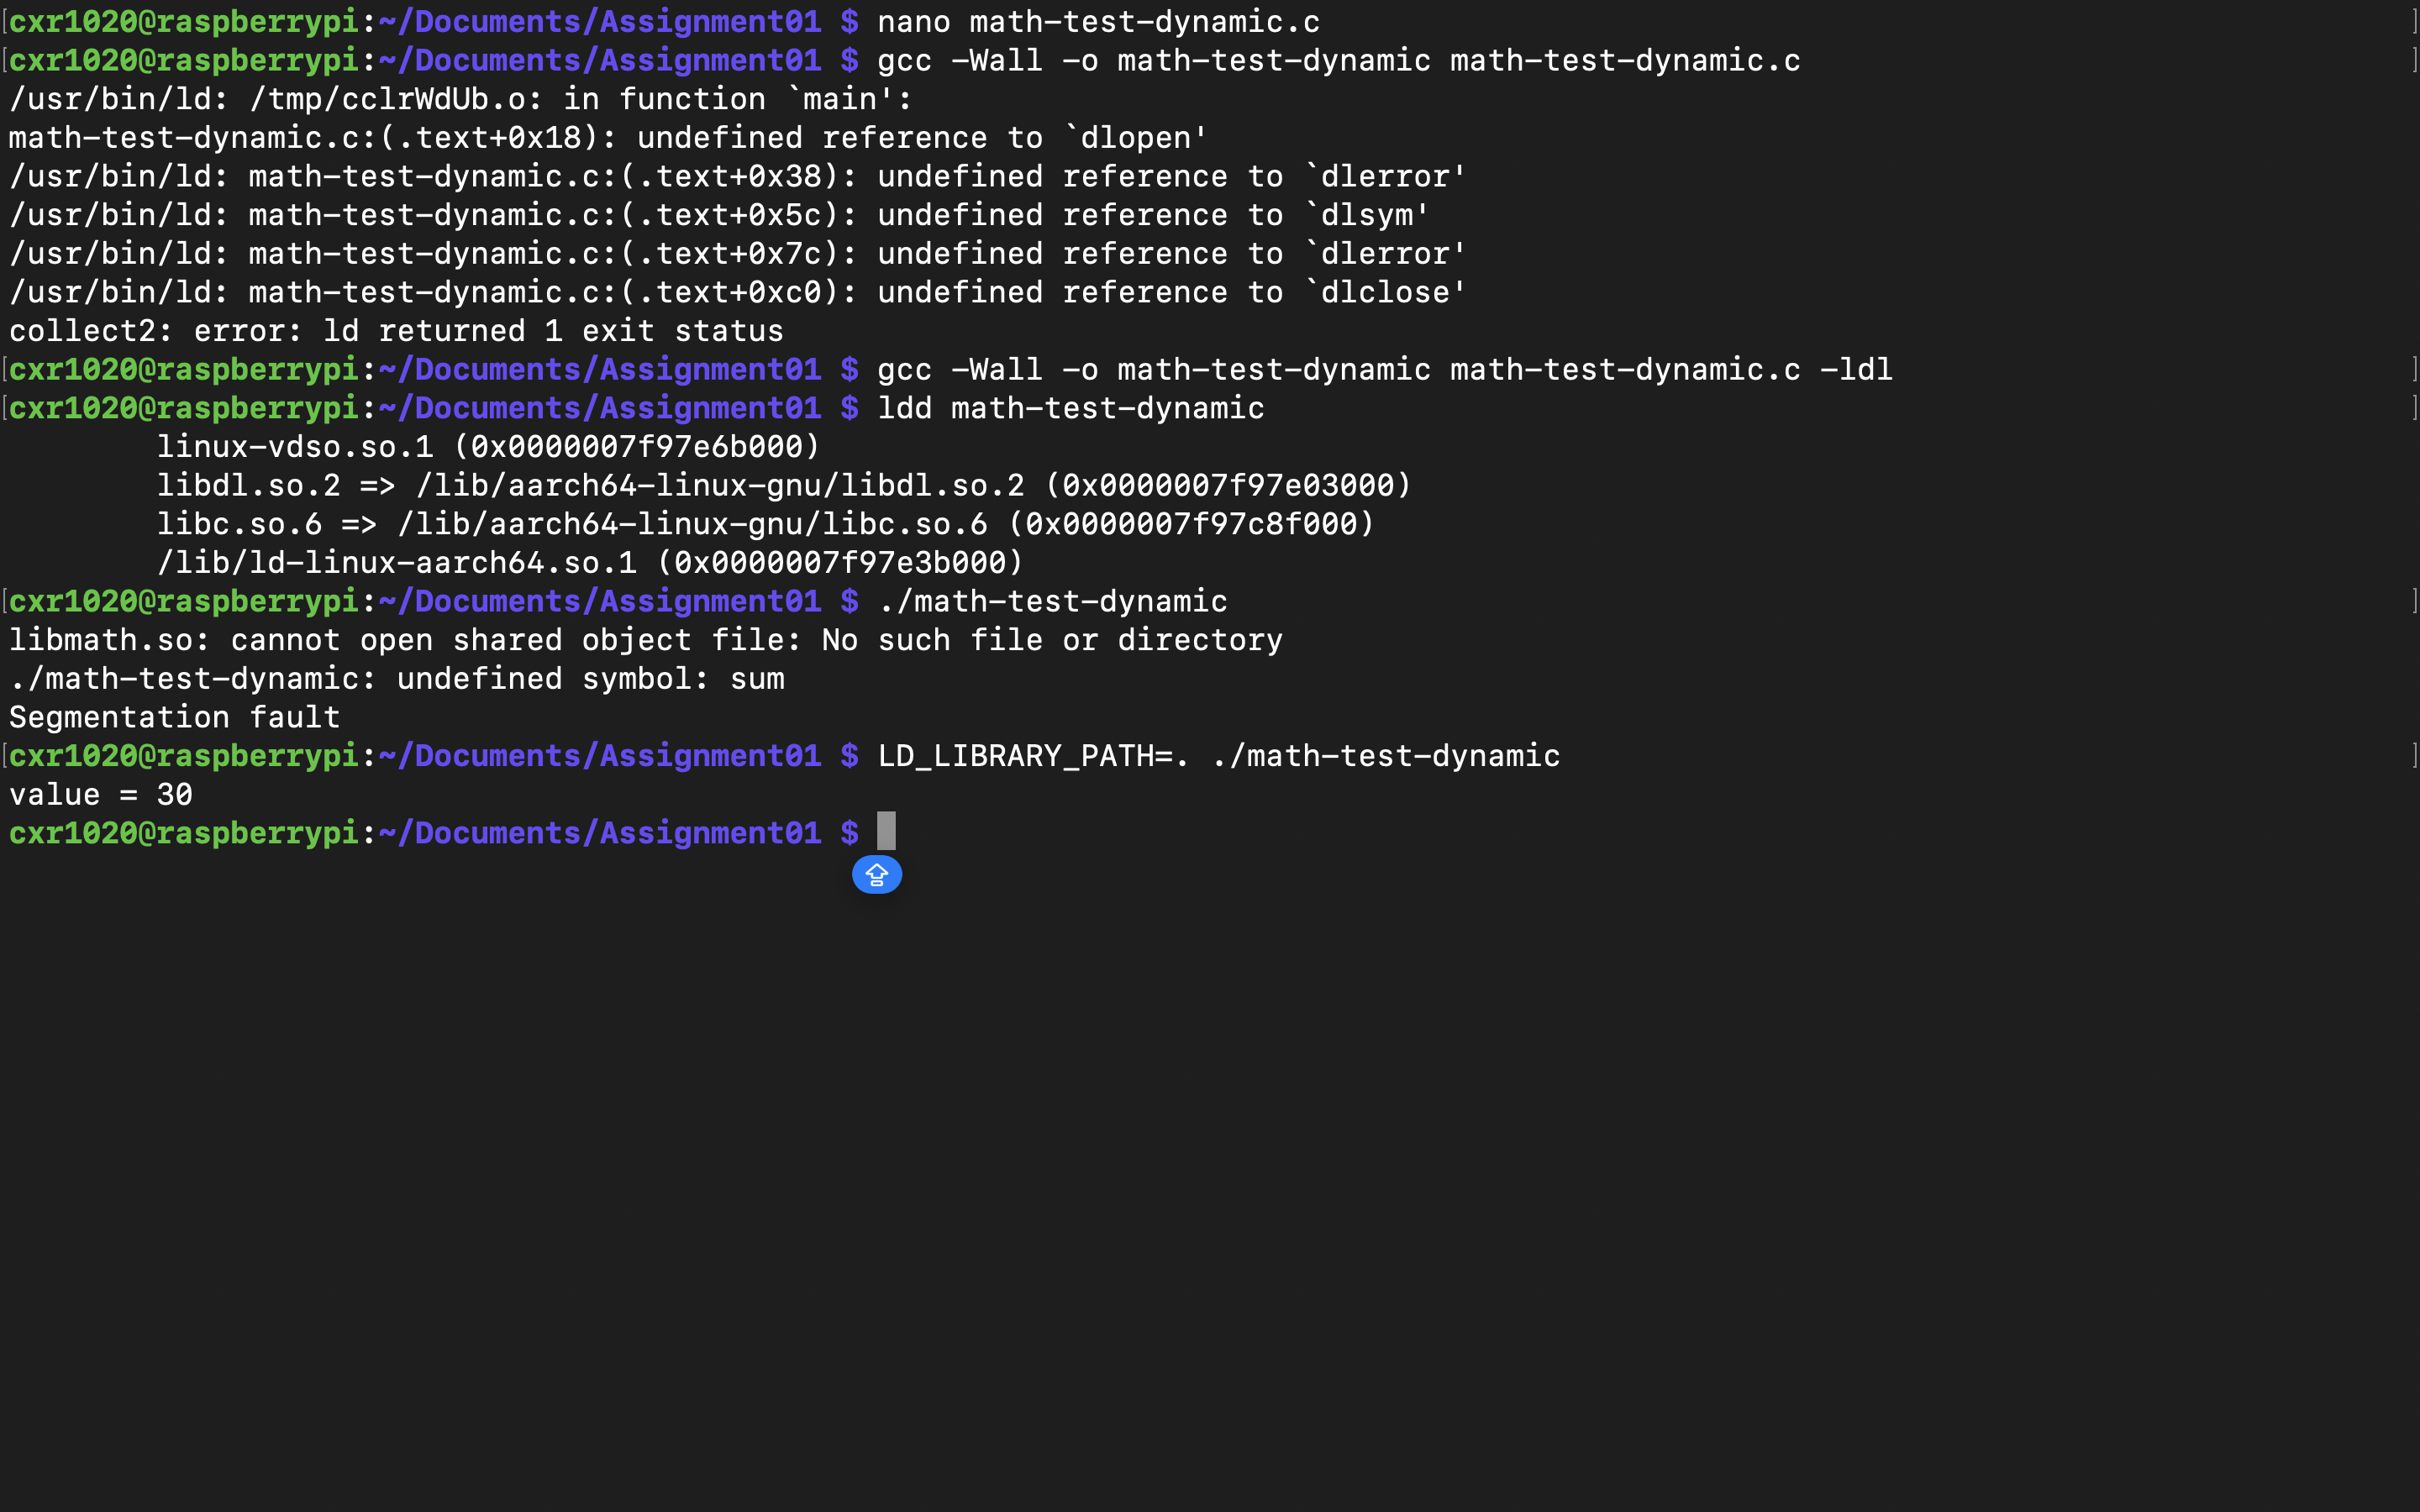 [cxr1020@raspberrypi:~/Documents/Assignment01 $ nano math-test-dynamic.c ]
[cxr1020@raspberrypi:~/Documents/Assignment01 $ gcc -Wall -o math-test-dynamic math-test-dynamic.c ]
/usr/bin/ld: /tmp/cclrWdUb.o: in function `main':
math-test-dynamic.c:(.text+0x18): undefined reference to `dlopen'
/usr/bin/ld: math-test-dynamic.c:(.text+0x38): undefined reference to `dlerror'
/usr/bin/ld: math-test-dynamic.c:(.text+0x5c): undefined reference to `dlsym'
/usr/bin/ld: math-test-dynamic.c:(.text+0x7c): undefined reference to `dlerror'
/usr/bin/ld: math-test-dynamic.c:(.text+0xc0): undefined reference to `dlclose'
collect2: error: ld returned 1 exit status
[cxr1020@raspberrypi:~/Documents/Assignment01 $ gcc -Wall -o math-test-dynamic math-test-dynamic.c -ldl ]
[cxr1020@raspberrypi:~/Documents/Assignment01 $ ldd math-test-dynamic ]
linux-vdso.so.1 (0x0000007f97e6b000)
libdl.so.2 => /lib/aarch64-linux-gnu/libdl.so.2 (0x0000007f97e03000)
libc.so.6 => /lib/aarch64-linux-gnu/libc.so.6 (0x0000007f97c8f000)
/lib/ld-linux-aarch64.so.1 (0x0000007f97e3b000)
[cxr1020@raspberrypi:~/Documents/Assignment01 $ ./math-test-dynamic ]
libmath.so: cannot open shared object file: No such file or directory
./math-test-dynamic: undefined symbol: sum
Segmentation fault
[cxr1020@raspberrypi:~/Documents/Assignment01 $ LD_LIBRARY_PATH=. ./math-test-dynamic ]
value = 30
cxr1020@raspberrypi:~/Documents/Assignment01 $